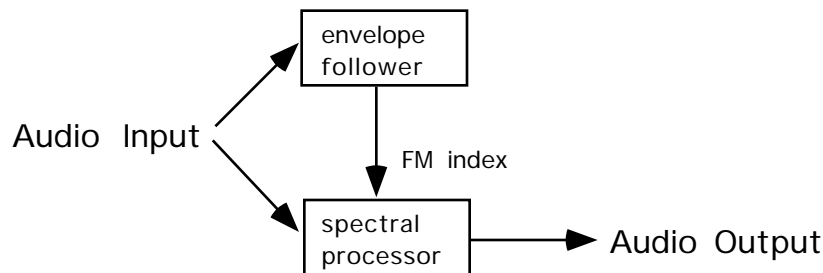 envelope
follower
Audio Input
FM index
spectral
processor
Audio Output